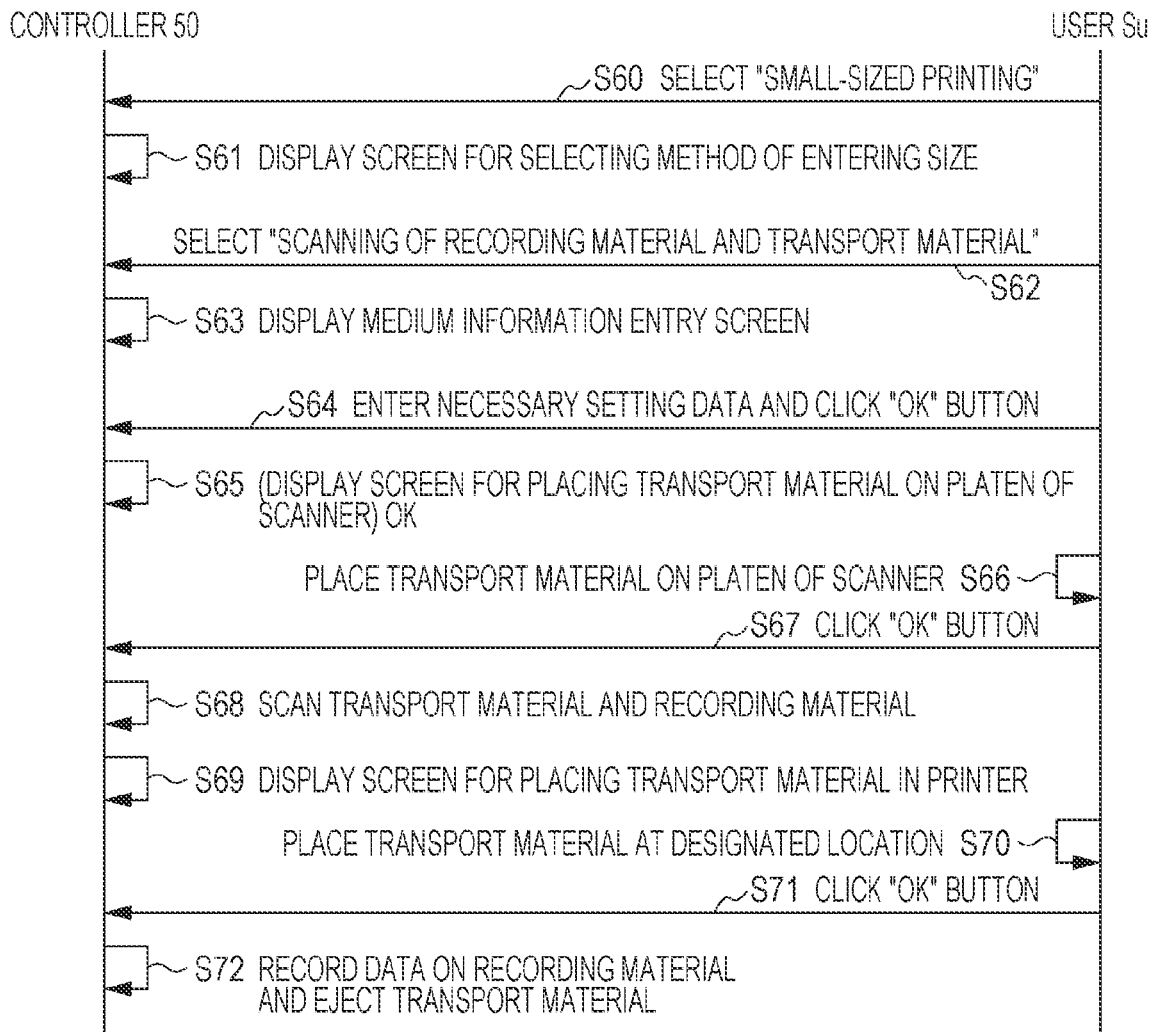 CONTROLLER 50
USER Su
S60 SELECT "SMALL-SIZED PRINTING"
S61 DISPLAY SCREEN FOR SELECTING METHOD OF ENTERING SIZE
SELECT "SCANNING OF RECORDING MATERIAL AND TRANSPORT MATERIAL"
S62
S63 DISPLAY MEDIUM INFORMATION ENTRY SCREEN
S64 ENTER NECESSARY SETTING DATA AND CLICK "OK" BUTTON
S65 (DISPLAY SCREEN FOR PLACING TRANSPORT MATERIAL ON PLATEN OF
SCANNER) OK
PLACE TRANSPORT MATERIAL ON PLATEN OF SCANNER S66
S67 CLICK "OK" BUTTON
S68 SCAN TRANSPORT MATERIAL AND RECORDING MATERIAL
S69 DISPLAY SCREEN FOR PLACING TRANSPORT MATERIAL IN PRINTER
PLACE TRANSPORT MATERIAL AT DESIGNATED LOCATION S70
S71 CLICK "OK" BUTTON
S72 RECORD DATA ON RECORDING MATERIAL
AND EJECT TRANSPORT MATERIAL